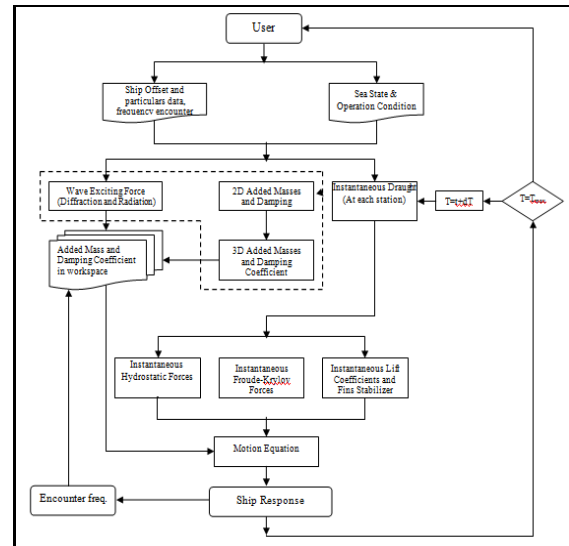 User
Ship Offset and
particulars data,
frequency encounter
Sea State &
Operation Condition
Wave Exciting Force
(Diffraction and Radiation)
2D Added Masses
and Damping
Instantaneous Draught
(At each station)
T=t+dT
Added Mass and
Damping Coefficient
in workspace
3D Added Masses
and Damping
Coefficient
Instantaneous
Hydrostatic Forces
Instantaneous
Froude-Krylov
Forces
Instantaneous Lift
Coefficients and
Fins Stabilizer
Motion Equation
Encounter freq.
Ship Response